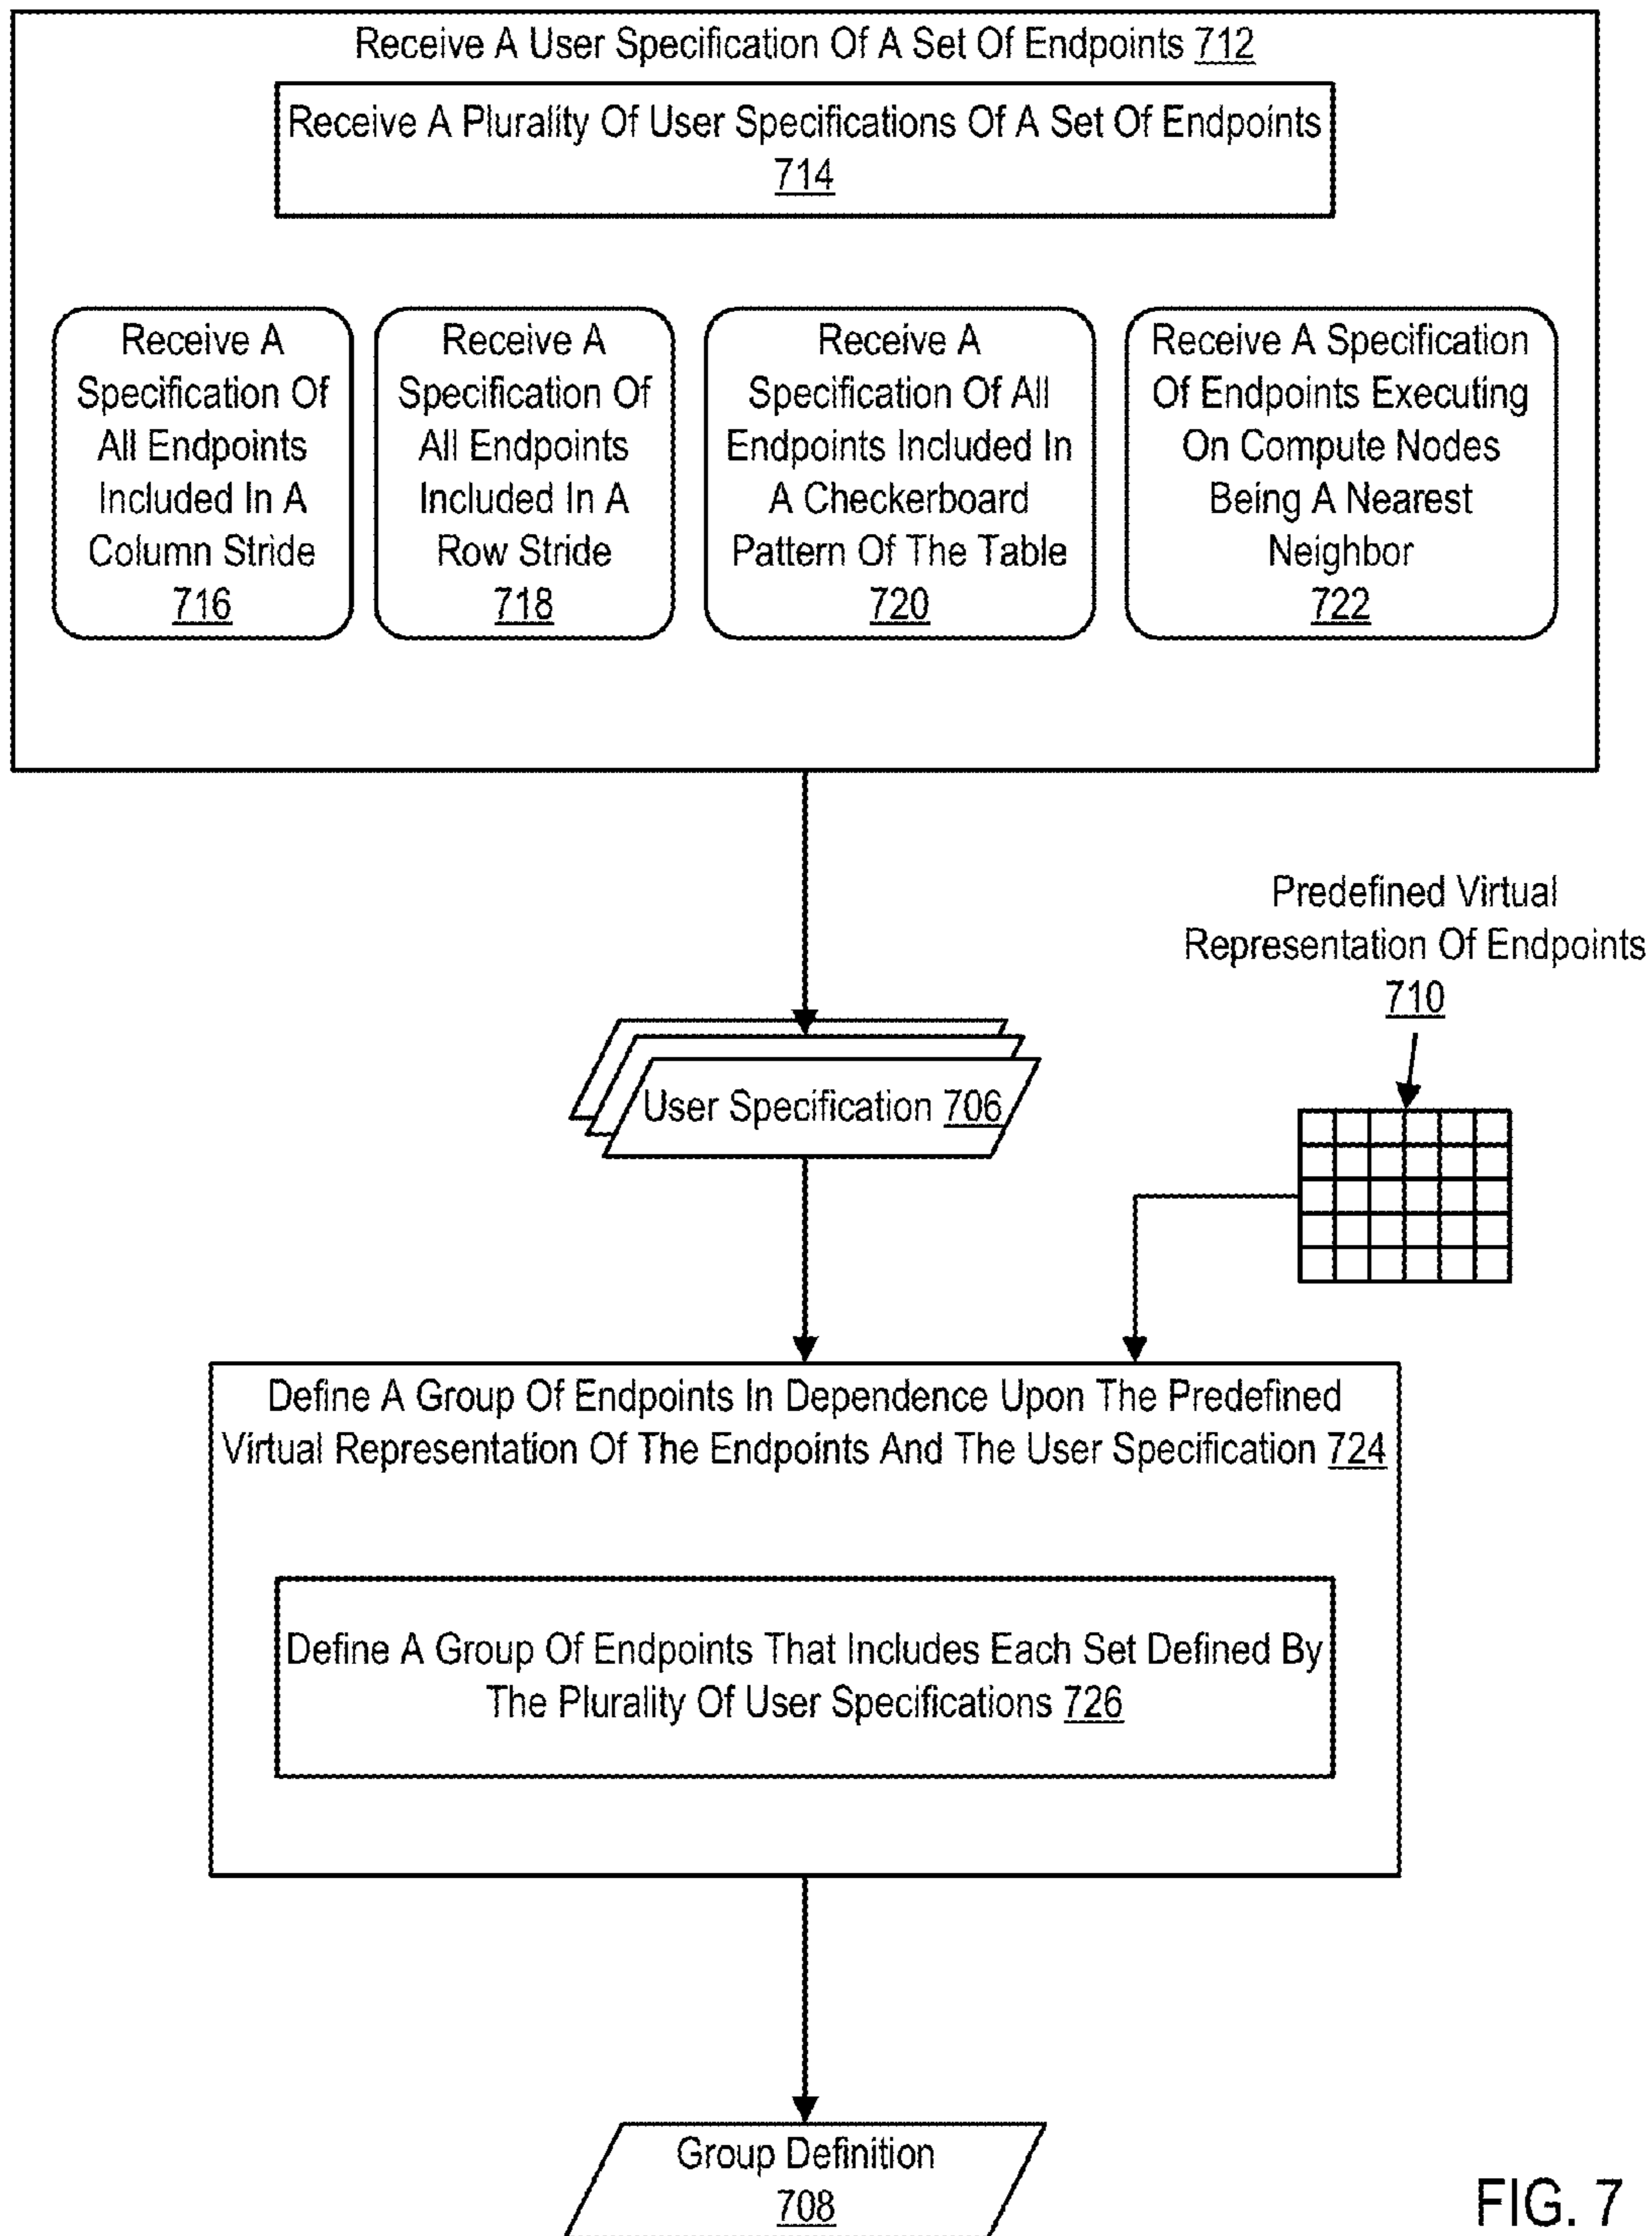 Receive A User Specification Of A Set Of Endpoints 712
Receive A Plurality Of User Specifications Of A Set Of Endpoints
714
Receive A
Specification Of
All Endpoints
Included In A
Column Stride
716
Receive A
Specification Of
All Endpoints
Included In A
Row Stride
718
Receive A
Specification Of All
Endpoints Included In
A Checkerboard
Pattern Of The Table
720
Receive A Specification
Of Endpoints Executing
On Compute Nodes
Being A Nearest
Neighbor
722
Predefined Virtual
Representation Of Endpoints
710
User Specification 706
Define A Group Of Endpoints In Dependence Upon The Predefined
Virtual Representation Of The Endpoints And The User Specification 724
Define A Group Of Endpoints That Includes Each Set Defined By
The Plurality Of User Specifications 726
Group Definition
708
FIG. 7